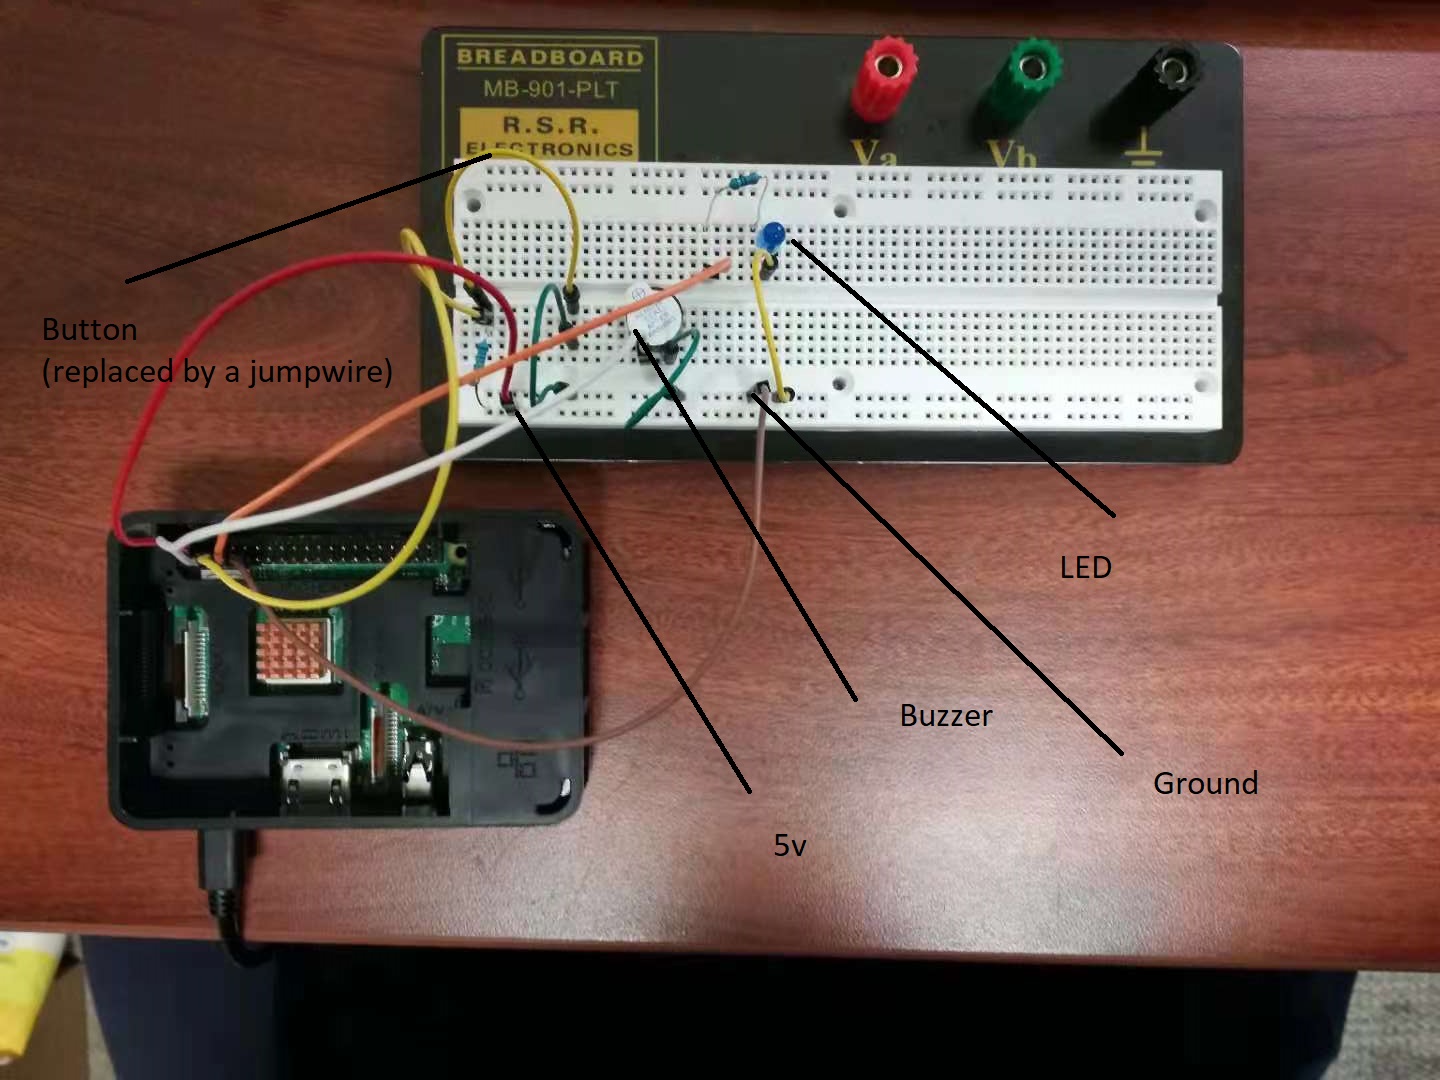 BREADBOARD
MB-901-PLT
R.S.R.
ELECTRONICS
Va
Vb
Button
(replaced by a jumpwire)
LED
Buzzer
Ground
5v